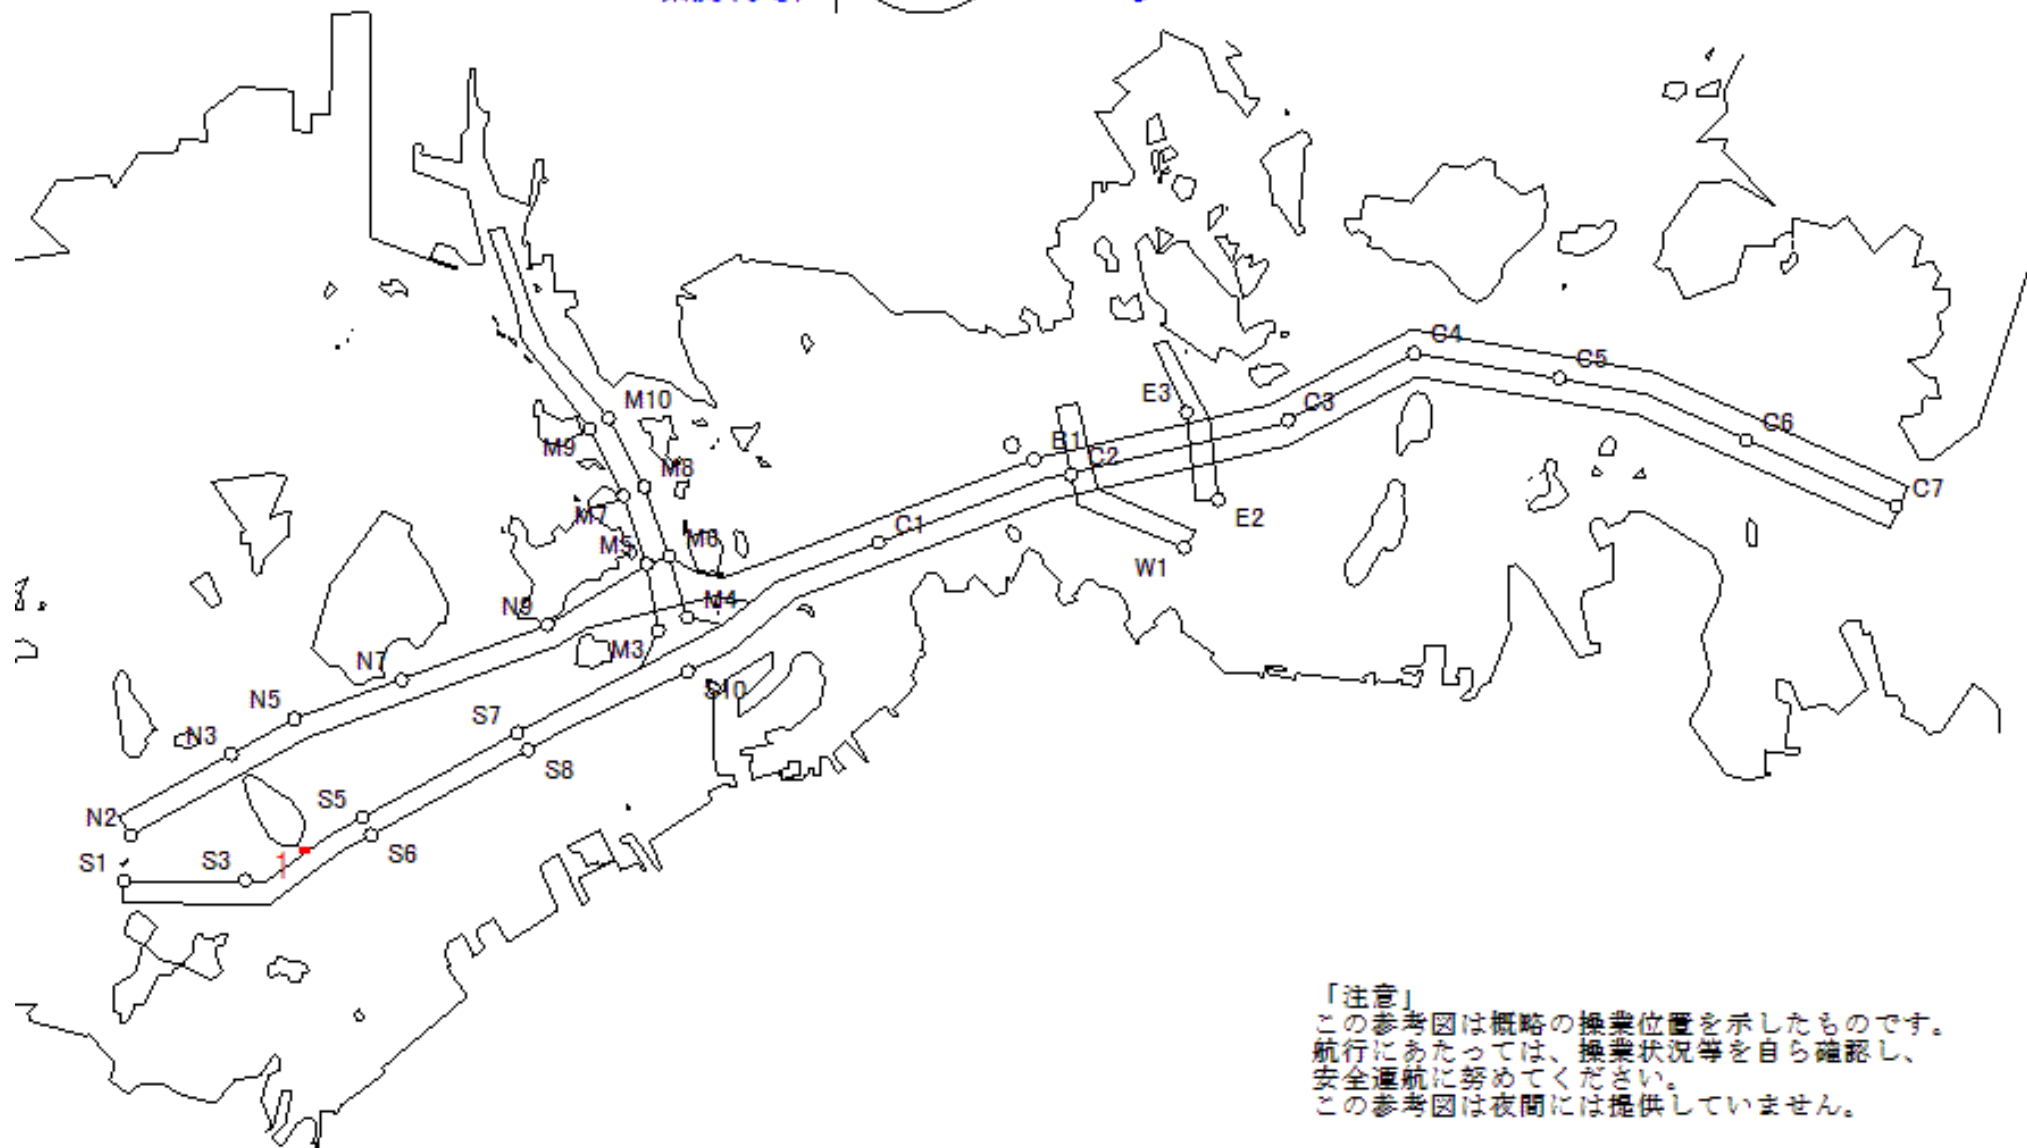 C4
C5
M10
E3
C3
C6
M9
B1
C2
M8
C7
M7
E2
C1
M5
M6
W1
N9
M4
M3
N7
S10
N5
S7
N3
S8
S5
N2
S6
S1
S3
1
「注意」
この参考図は概略の操業位置を示したものです。
航行にあたっては、操業状況等を自ら確認し、
安全運航に努めてください。
この参考図は夜間には提供していません。